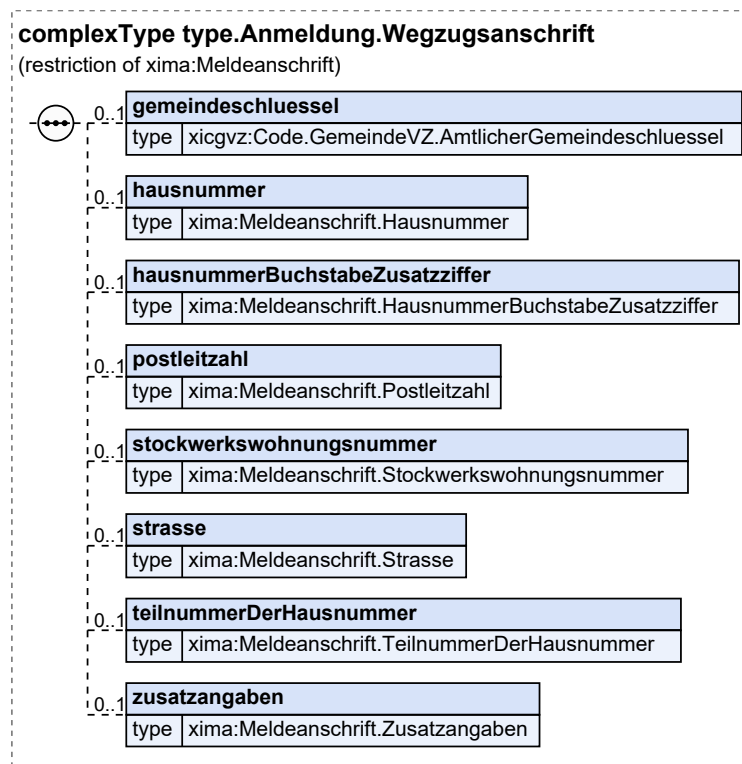 complexType type.Anmeldung.Wegzugsanschrift
(restriction of xima:Meldeanschrift)
0..1 gemeindeschluessel
type xicgvz:Code.GemeindeVZ.AmtlicherGemeindeschluessel
0..1 hausnummer
type xima:Meldeanschrift.Hausnummer
0..1 hausnummerBuchstabeZusatzziffer
type xima:Meldeanschrift.HausnummerBuchstabeZusatzziffer
0..1 postleitzahl
type xima:Meldeanschrift.Postleitzahl
0..1 stockwerkswohnungsnummer
type xima:Meldeanschrift.Stockwerkswohnungsnummer
0..1 strasse
type xima:Meldeanschrift.Strasse
0..1 teilnummerDerHausnummer
type xima:Meldeanschrift.TeilnummerDerHausnummer
0..1 zusatzangaben
type xima:Meldeanschrift.Zusatzangaben